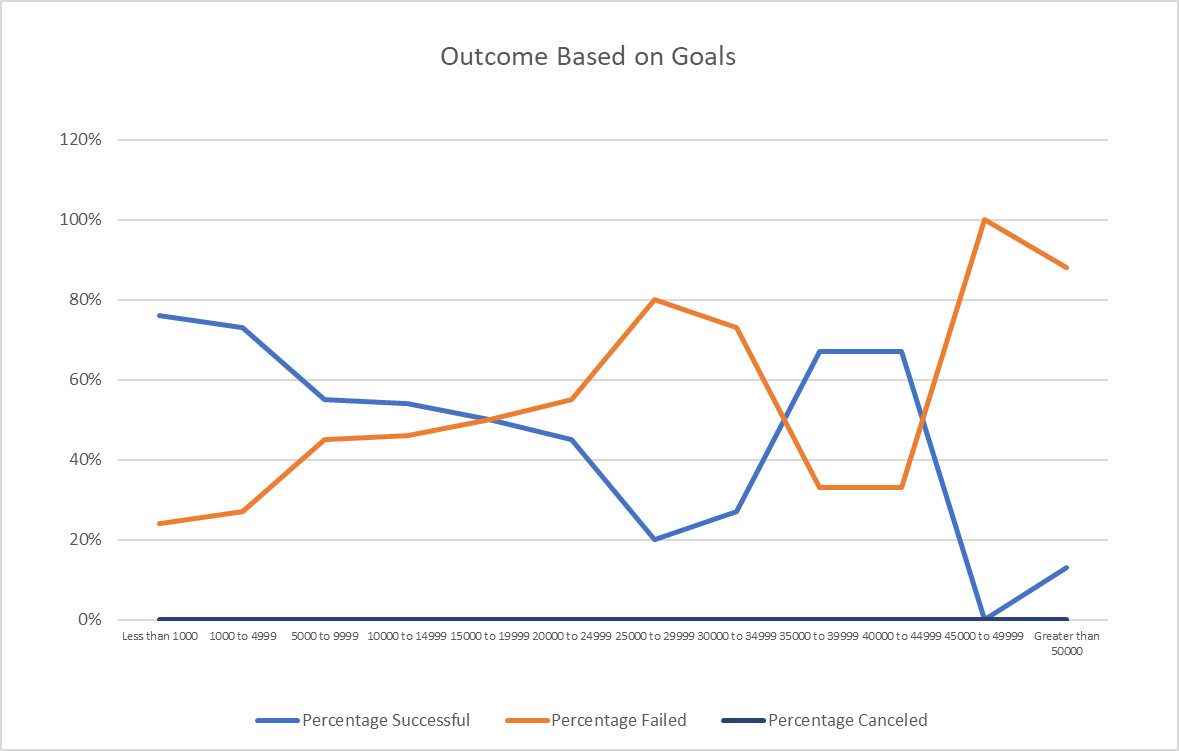 Outcome Based on Goals
120%
100%
80%
60%
40%
20%
0%
Less than 1000 1000 to 4999 5000 to 9999 10000 to 14999 15000 to 19999 20000 to 24999 25000 to 29999 30000 to 34999 35000 to 39999 40000 to 44999 45000 to 49999 Greater than
50000
Percentage Successful Percentage Failed Percentage Canceled